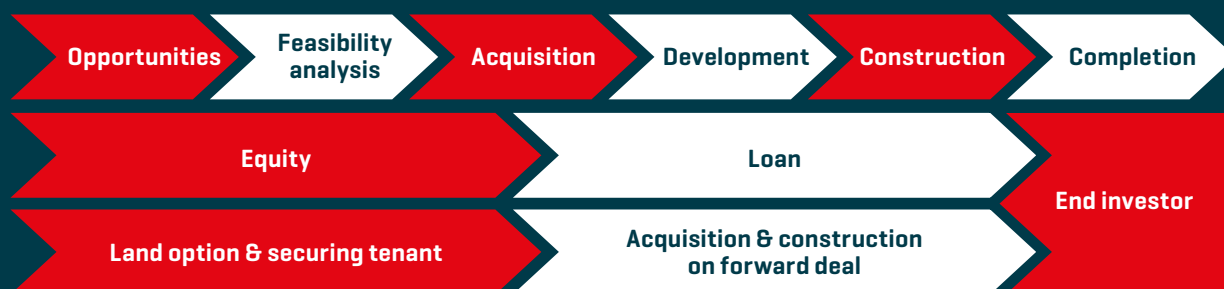 Opportunities
Feasibility
analysis
Acquisition
Development
Construction
Completion
Equity
Loan
End investor
Land option & securing tenant
Acquisition & construction
on forward deal